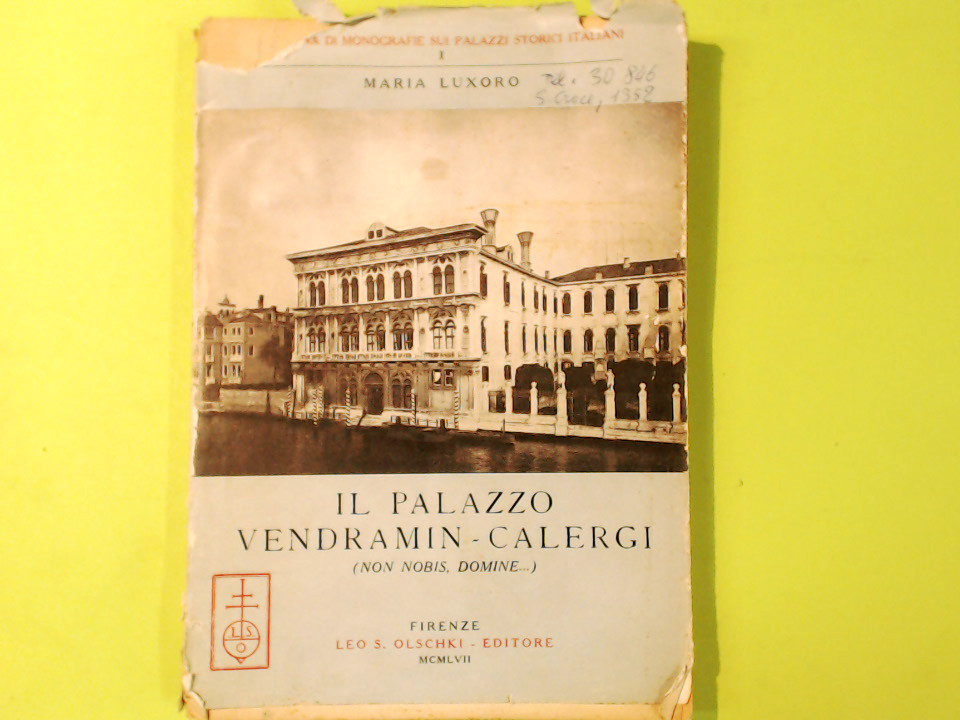 DI MONOGRAFIE SUI PALAZZI STORICI ITALIANI
I
MARIA LUXORO
30 846
S. Croce, 1352
IL PALAZZO
VENDRAMIN - CALERGI
(NON NOBIS, DOMINE...)
L S
O
FIRENZE
LEO S. OLSCHKI - EDITORE
MCMLVII